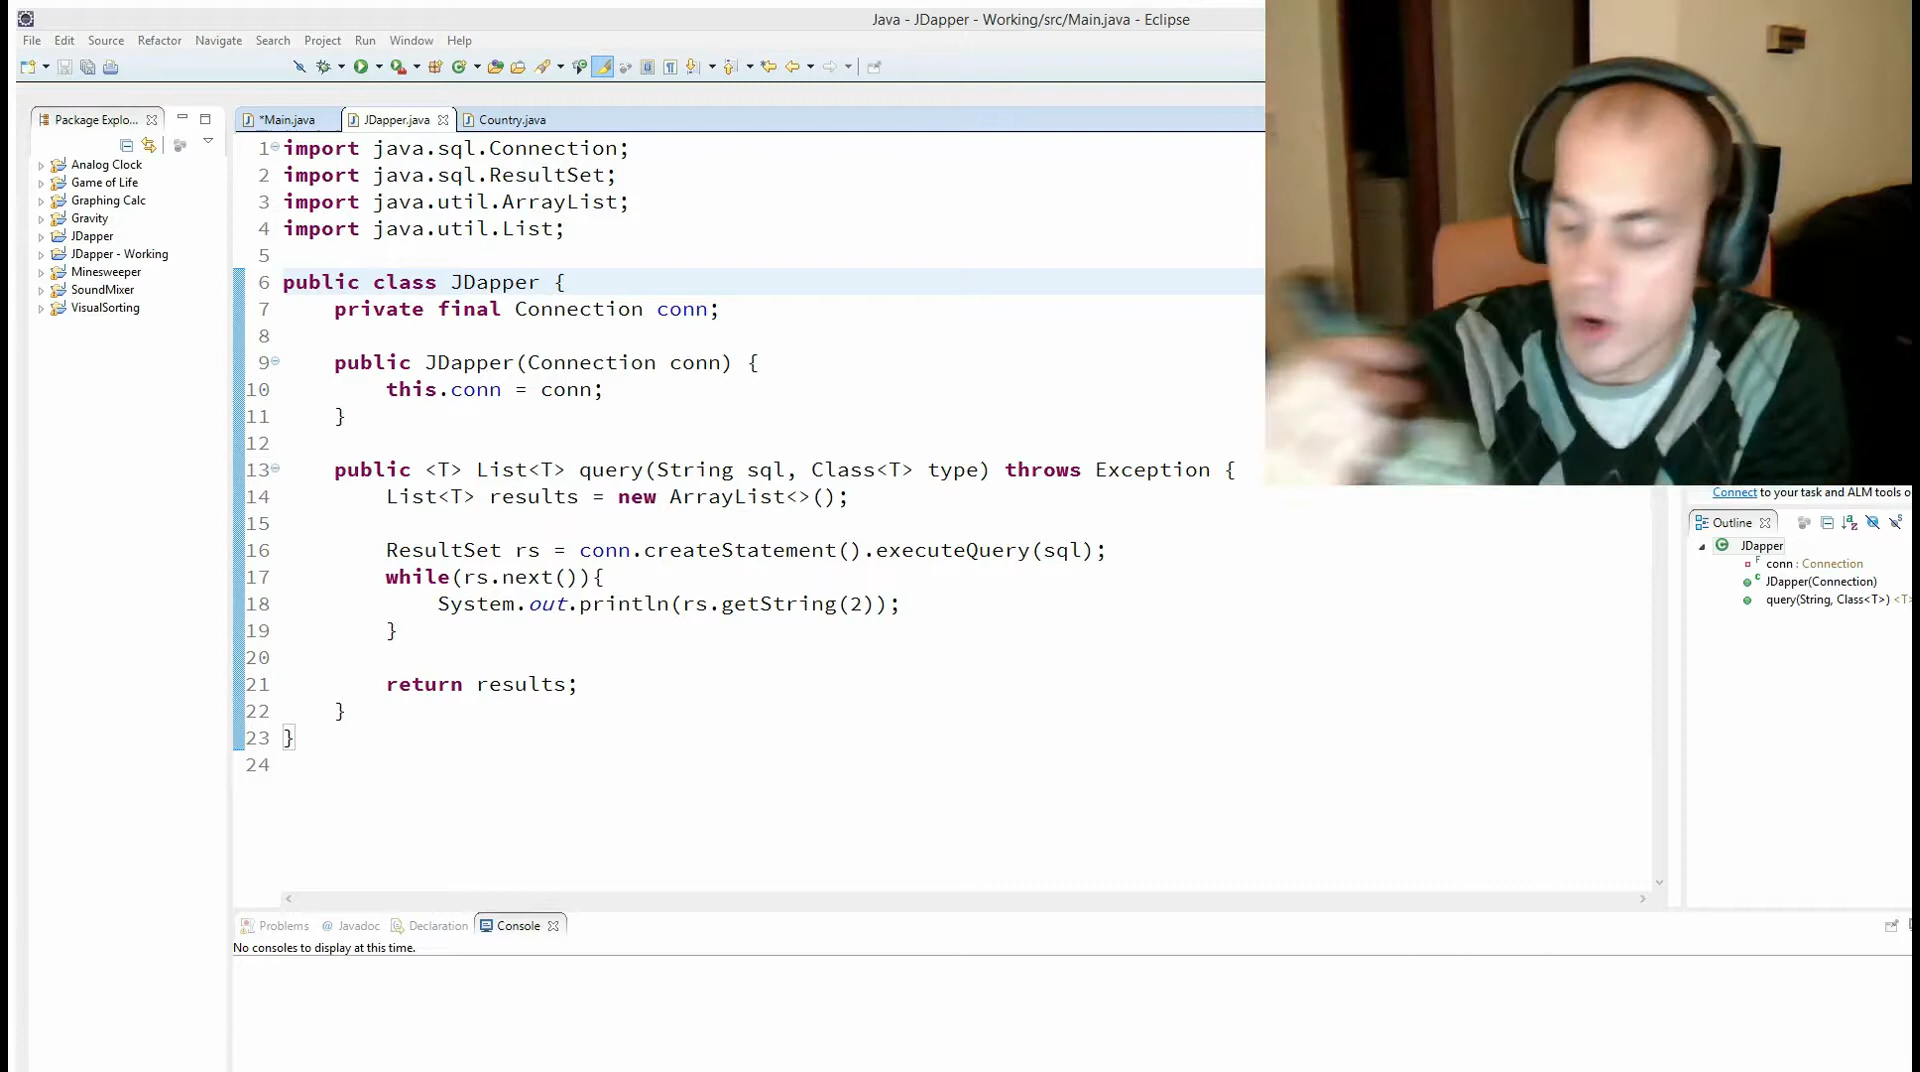 Java - JDapper - Working/src/Main.java - Eclipse
File Edit Source Refactor Navigate Search Project Run Window Help
Package Explo...
*Main.java JDapper.java Country.java
Analog Clock
Game of Life
Graphing Calc
Gravity
JDapper
JDapper - Working
Minesweeper
SoundMixer
VisualSorting
1 import java.sql.Connection;
2 import java.sql.ResultSet;
3 import java.util.ArrayList;
4 import java.util.List;
5
6 public class JDapper {
7 private final Connection conn;
8
9 public JDapper(Connection conn) {
10 this.conn = conn;
11 }
12
13 public <T> List<T> query(String sql, Class<T> type) throws Exception {
14 List<T> results = new ArrayList<>();
15
16 ResultSet rs = conn.createStatement().executeQuery(sql);
17 while(rs.next()){
18 System.out.println(rs.getString(2));
19 }
20
21 return results;
22 }
23 }
24
Connect to your task and ALM tools o
Outline
JDapper
conn : Connection
JDapper(Connection)
query(String, Class<T>) <T>
Problems @ Javadoc Declaration Console
No consoles to display at this time.